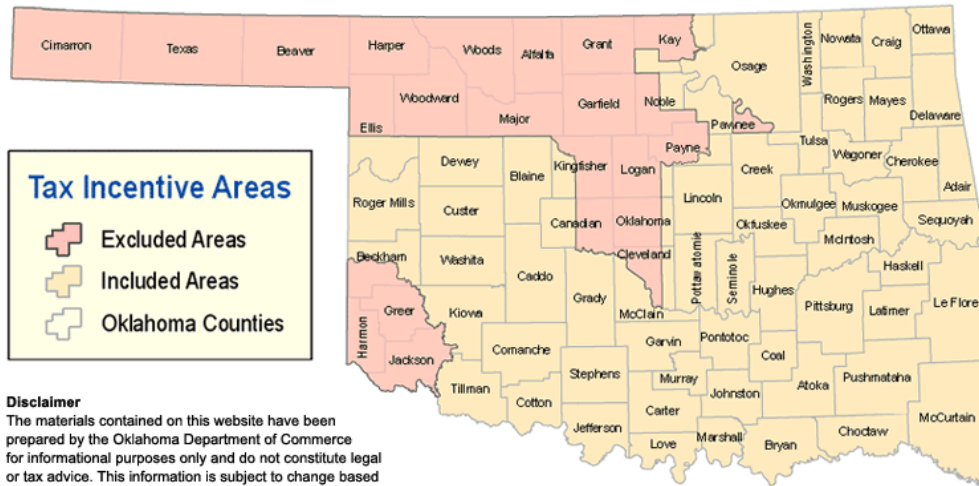 Cimarron
Texas
Beaver
Harper
Woods
Alfalfa
Grant
Kay
Osage
Washington
Nowata
Craig
Ottawa
Ellis
Woodward
Major
Garfield
Noble
Pawnee
Rogers
Mayes
Delaware
Dewey
Blaine
Kingfisher
Logan
Payne
Creek
Tulsa
Wagoner
Cherokee
Adair
Roger Mills
Custer
Canadian
Oklahoma
Lincoln
Okfuskee
Okmulgee
Muskogee
Sequoyah
Beckham
Washita
Caddo
Cleveland
Pottawatomie
Seminole
Hughes
McIntosh
Haskell
Harmon
Greer
Kiowa
Grady
McClain
Pittsburg
Latimer
Le Flore
Jackson
Comanche
Garvin
Pontotoc
Coal
Tillman
Cotton
Stephens
Murray
Johnston
Atoka
Pushmataha
McCurtain
Jefferson
Carter
Love
Marshall
Bryan
Choctaw
Tax Incentive Areas
Excluded Areas
Included Areas
Oklahoma Counties
Disclaimer
The materials contained on this website have been
prepared by the Oklahoma Department of Commerce
for informational purposes only and do not constitute legal
or tax advice. This information is subject to change based